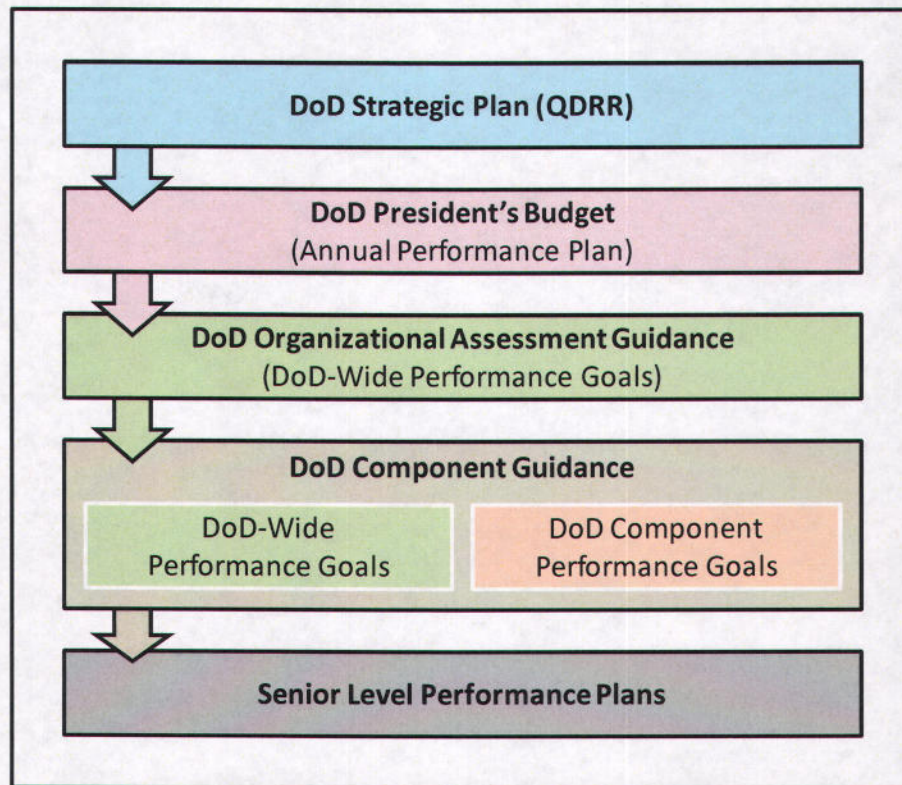 DoD Strategic Plan (QDRR)
DoD President's Budget
(Annual Performance Plan)
DoD Organizational Assessment Guidance
(DoD-Wide Performance Goals)
DoD Component Guidance
DoD-Wide
Performance Goals
DoD Component
Performance Goals
Senior Level Performance Plans